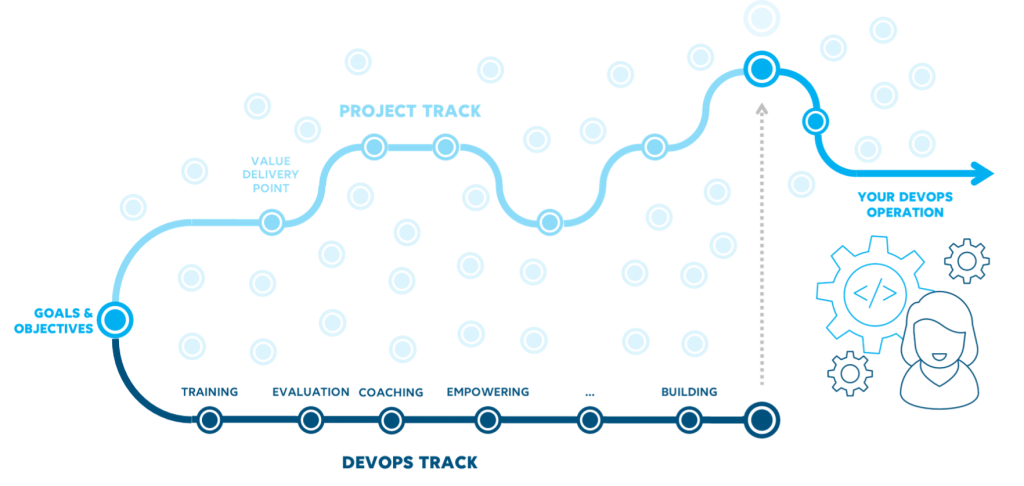 PROJECT TRACK
VALUE
DELIVERY
POINT
YOUR DEVOPS
OPERATION
</>
GOALS &
OBJECTIVES
TRAINING
EVALUATION
COACHING
EMPOWERING
...
BUILDING
DEVOPS TRACK